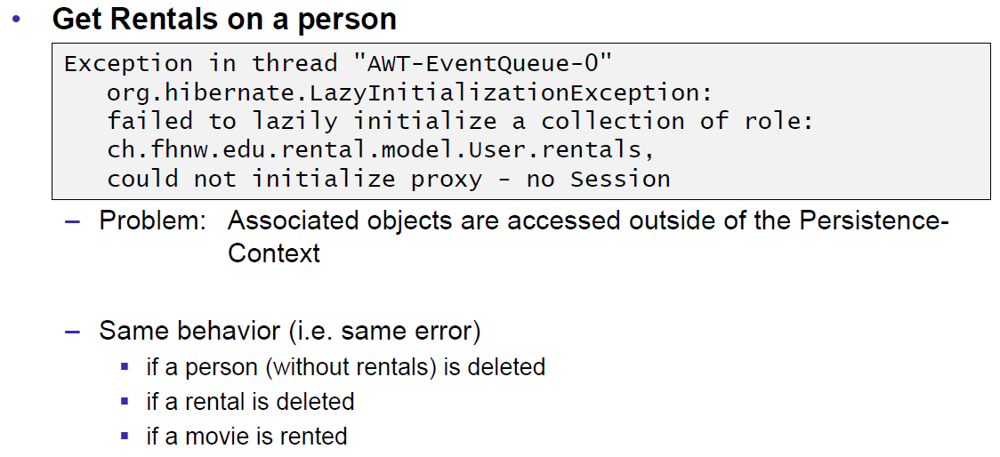 • Get Rentals on a person
Exception in thread "AWT-EventQueue-0"
org.hibernate.LazyInitializationException:
failed to lazily initialize a collection of role:
ch.fhnw.edu.rental.model.User.rentals,
could not initialize proxy - no Session
– Problem: Associated objects are accessed outside of the Persistence-
Context
– Same behavior (i.e. same error)
▪ if a person (without rentals) is deleted
▪ if a rental is deleted
▪ if a movie is rented